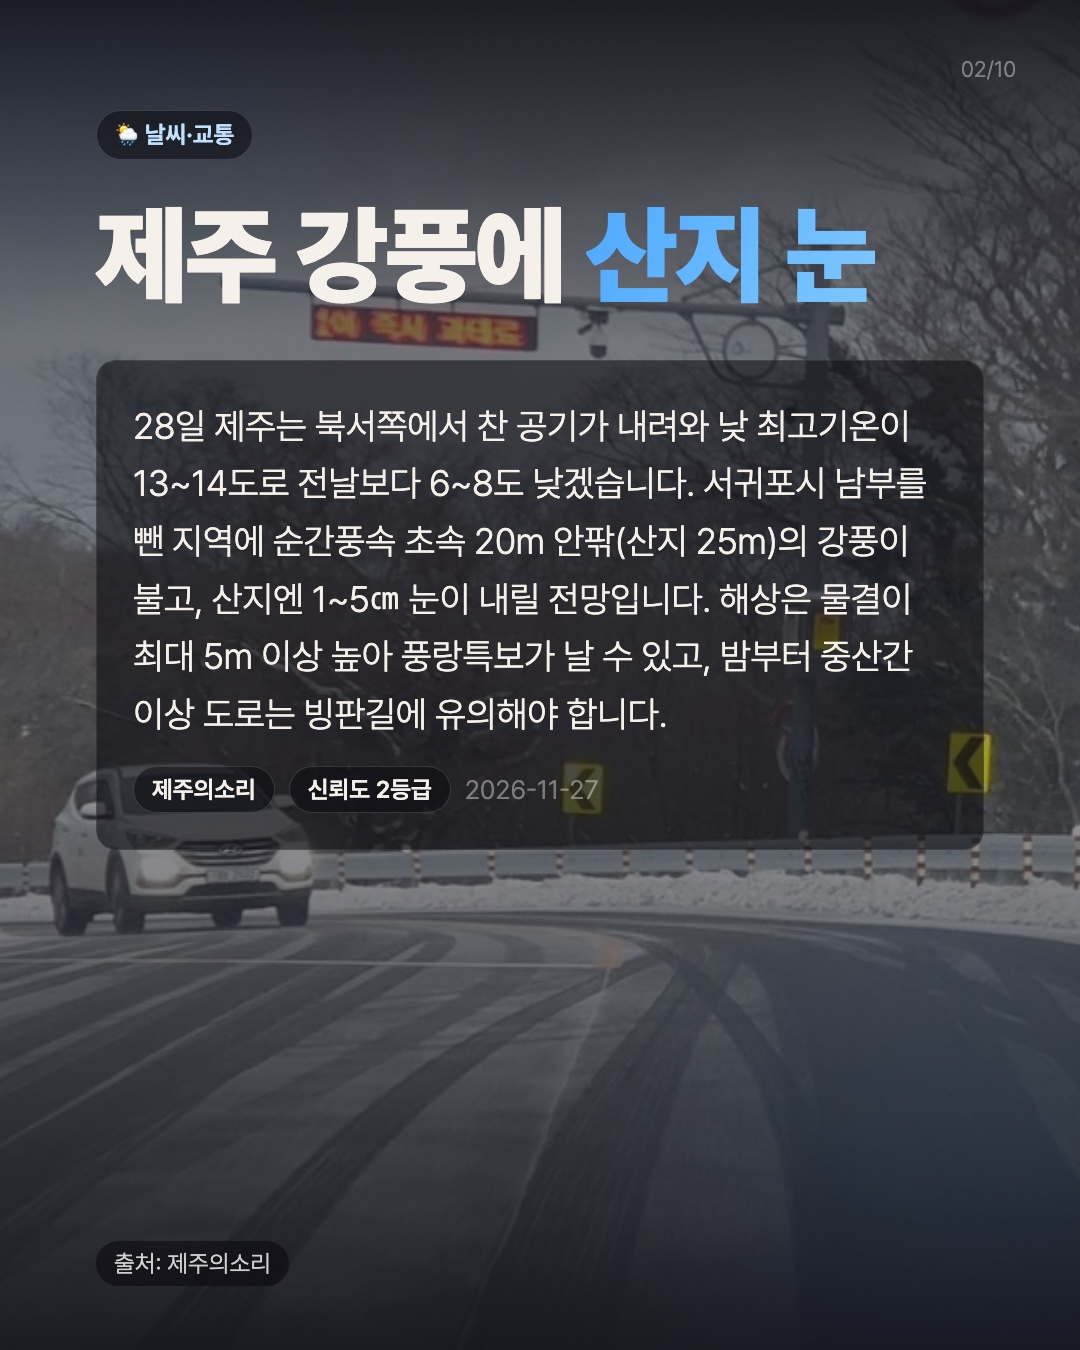 02/10
날씨·교통
제주 강풍에 산지 눈
즉시 과태료
28일 제주는 북서쪽에서 찬 공기가 내려와 낮 최고기온이
13~14도로 전날보다 6~8도 낮겠습니다. 서귀포시 남부를
뺀 지역에 순간풍속 초속 20m 안팎(산지 25m)의 강풍이
불고, 산지엔 1~5㎝ 눈이 내릴 전망입니다. 해상은 물결이
최대 5m 이상 높아 풍랑특보가 날 수 있고, 밤부터 중산간
이상 도로는 빙판길에 유의해야 합니다.
제주의소리 신뢰도 2등급 2026-11-27
출처: 제주의소리